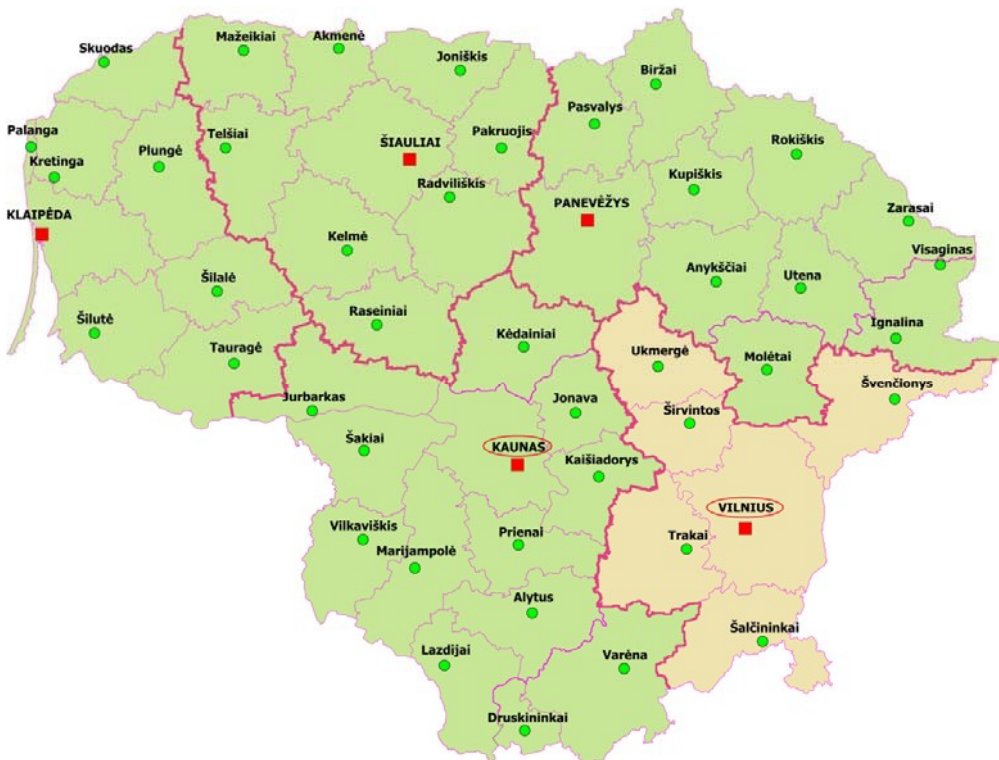 Skuodas
Mažeikiai
Akmenė
Joniškis
Biržai
Pasvalys
Palanga
Kretinga
Plungė
Telšiai
ŠIAULIAI
Pakruojis
Rokiškis
Radviliškis
Kupiškis
PANEVĖŽYS
KLAIPĖDA
Zarasai
Kelmė
Visaginas
Šilalė
Anykščiai
Utena
Šilutė
Raseiniai
Kėdainiai
Ignalina
Tauragė
Ukmergė
Molėtai
Švenčionys
Jurbarkas
Jonava
Širvintos
Šakiai
KAUNAS
Kaišiadorys
VILNIUS
Vilkaviškis
Prienai
Trakai
Marijampolė
Alytus
Šalčininkai
Lazdijai
Varėna
Druskininkai